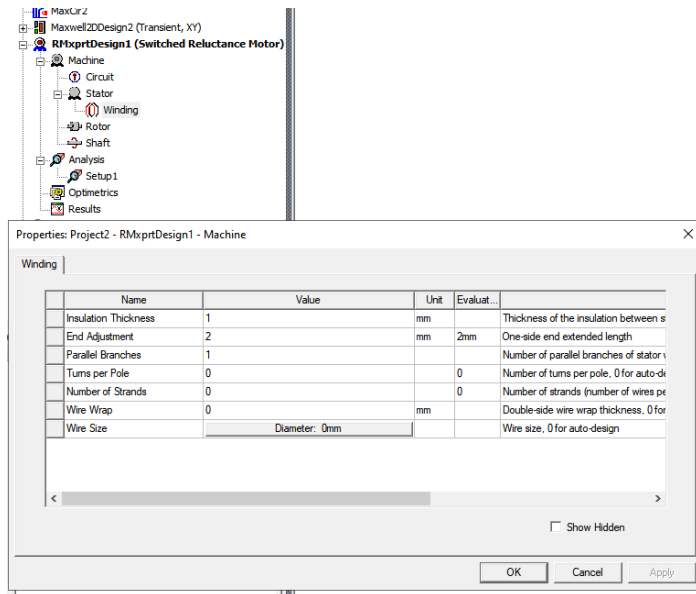 MaxCir2
Maxwell2DDesign2 (Transient, XY)
RMxprtDesign1 (Switched Reluctance Motor)
Machine
Circuit
Stator
Winding
Rotor
Shaft
Analysis
Setup1
Optimetrics
Results
Properties: Project2 - RMxprtDesign1 - Machine
Winding
Name Value Unit Evaluat...
Insulation Thickness 1 mm Thickness of the insulation between
End Adjustment 2 mm 2mm One-side end extended length
Parallel Branches 1 Number of parallel branches of stator
Turns per Pole 0 0 Number of turns per pole, 0 for auto-de
Number of Strands 0 0 Number of strands (number of wires pe
Wire Wrap 0 mm Double-side wire wrap thickness, 0 for
Wire Size Diameter: 0mm Wire size, 0 for auto-design
Show Hidden
OK Cancel Apply